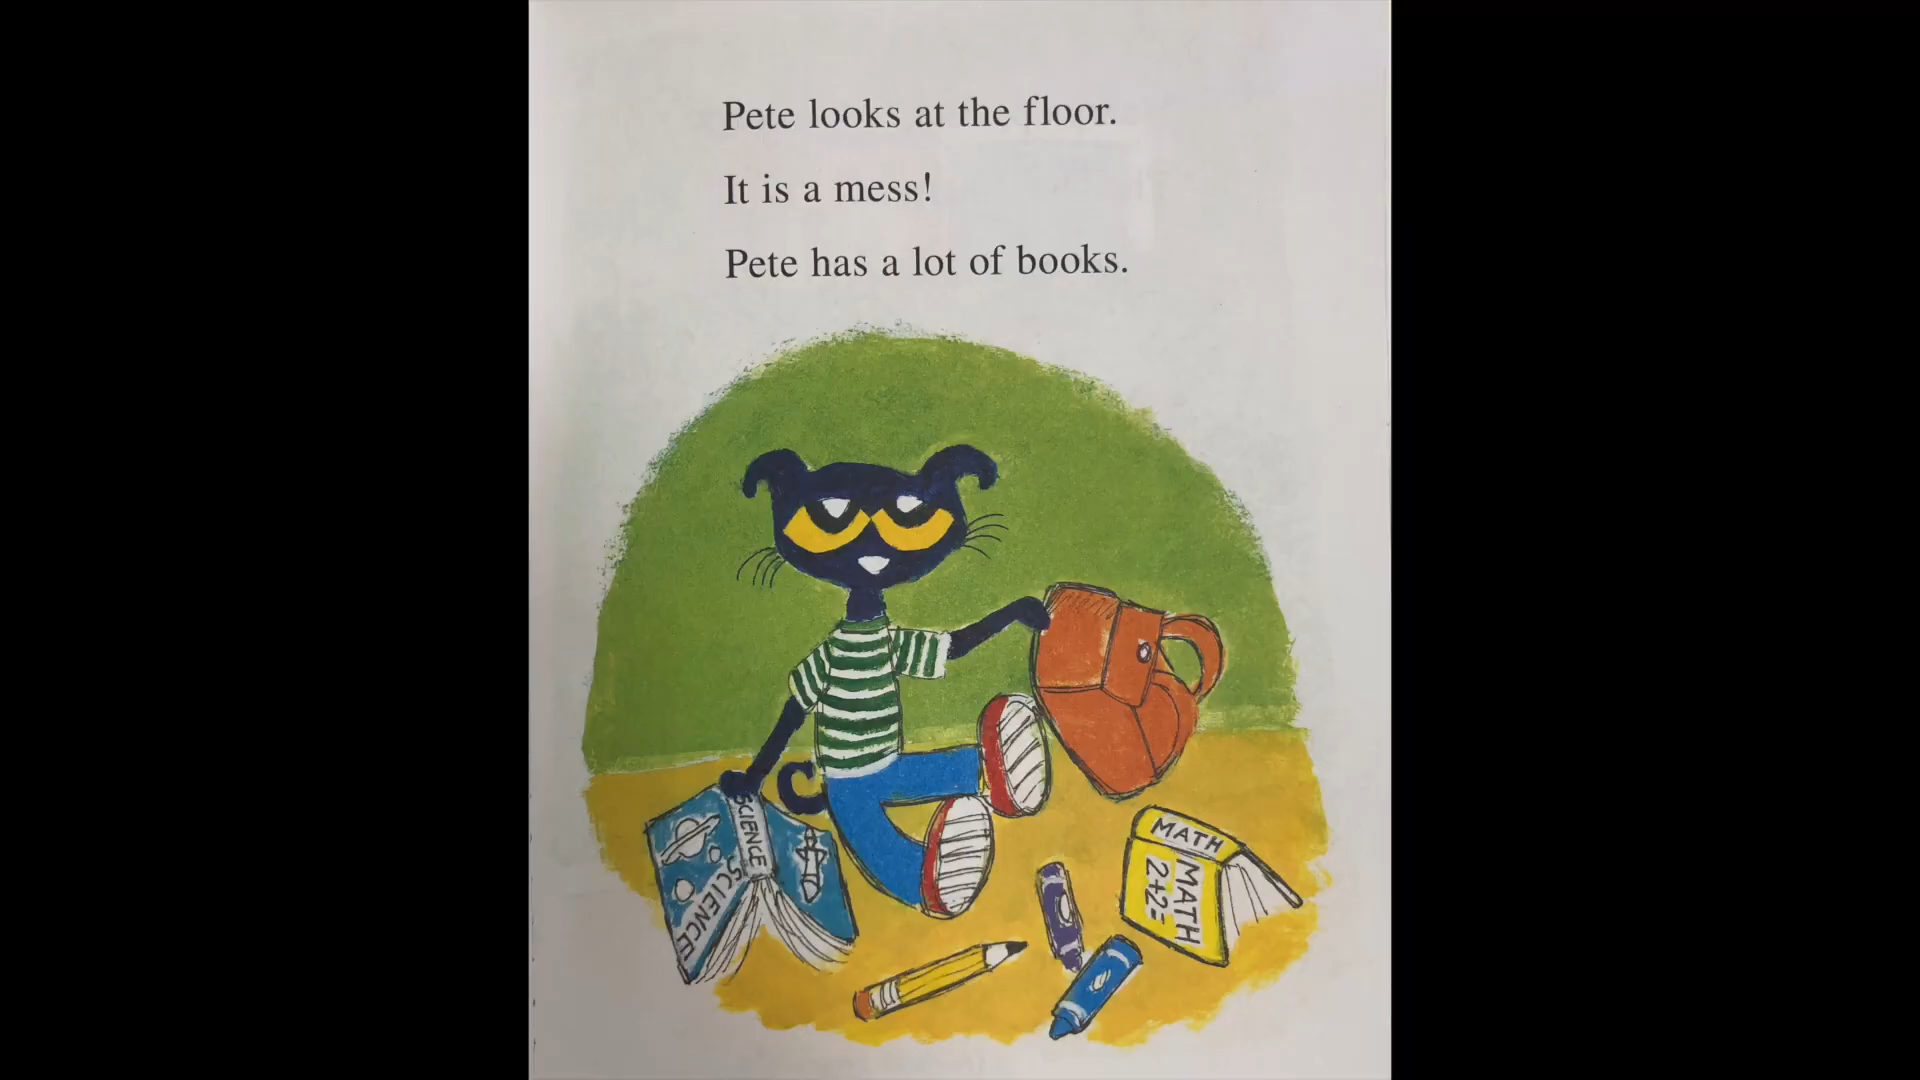 Pete looks at the floor.
It is a mess!
Pete has a lot of books.
SCIENCE
SCIENCE
MATH
MATH
2+2=